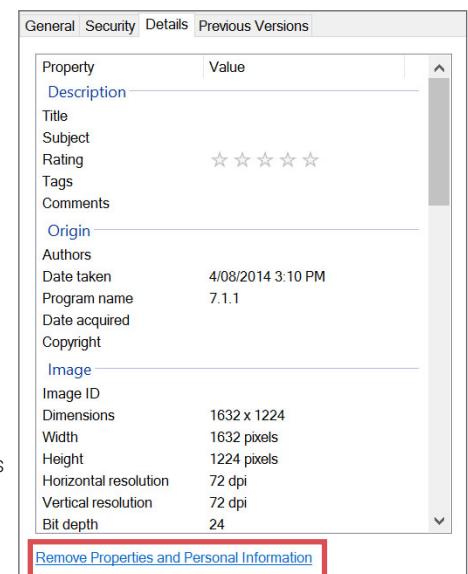 General Security Details Previous Versions
Property Value
Description
Title
Subject
Rating
Tags
Comments
Origin
Authors
Date taken 4/08/2014 3:10 PM
Program name 7.1.1
Date acquired
Copyright
Image
Image ID
Dimensions 1632 x 1224
Width 1632 pixels
Height 1224 pixels
s
Horizontal resolution 72 dpi
Vertical resolution 72 dpi
Bit depth 24
Remove Properties and Personal Information